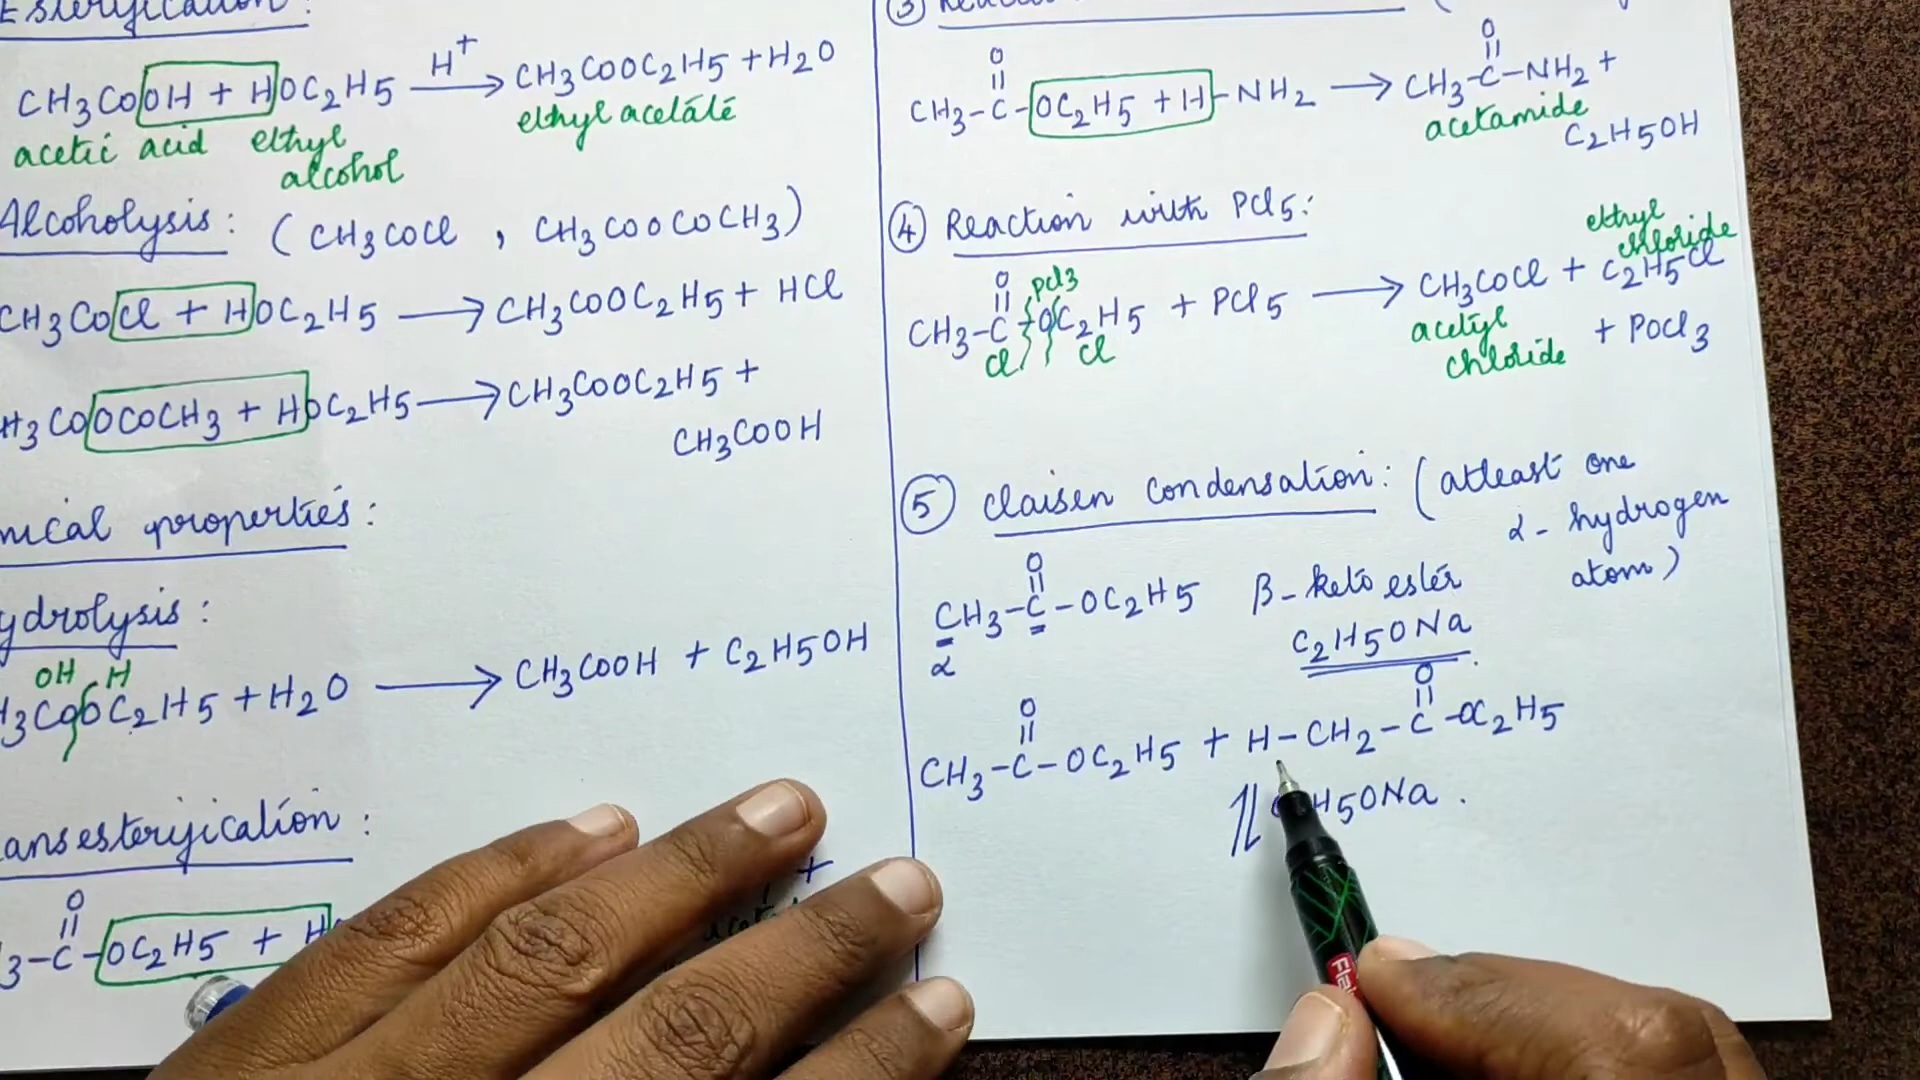 Esterification:
CH3COOH + HOC2H5 H+ → CH3COOC2H5 + H2O
acetic acid ethyl alcohol ethyl acetate
Alcoholysis: (CH3COCl, CH3COOCOCH3)
CH3COCl + HOC2H5 → CH3COOC2H5 + HCl
H3COOCOCH3 + HOC2H5 → CH3COOC2H5 +
CH3COOH
mical properties:
ydrolysis:
OH H
H3COOC2H5 + H2O → CH3COOH + C2H5OH
ansesterification:
O
||
3-C-OC2H5 + H
+
③
O O
|| ||
CH3-C-OC2H5 + H-NH2 → CH3-C-NH2 +
acetamide
C2H5OH
④ Reaction with PCl5:
ethyl
chloride
O PCl3
||
CH3-C-OC2H5 + PCl5 → CH3COCl + C2H5Cl
Cl Cl acetyl
chloride + POCl3
⑤ Claisen Condensation: (atleast one
α-hydrogen
atom)
O
||
CH3-C-OC2H5 β-keto ester
α C2H5ONa
O O
|| ||
CH3-C-OC2H5 + H-CH2-C-OC2H5
H5ONa.
Flai